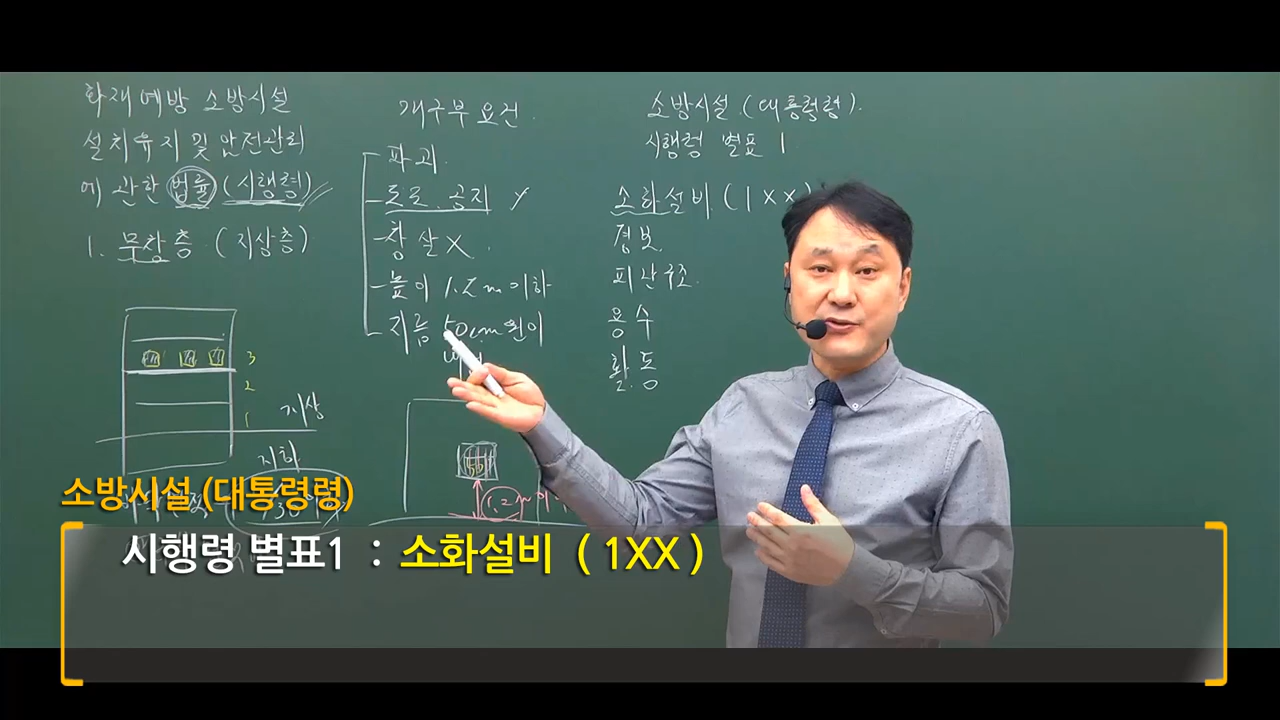 화재예방 소방시설
설치유지 및 안전관리
에 관한 법률 (시행령)
1. 무창층 (지상층)
3
2
1
지상
지하
개구부 요건.
파괴.
도로. 공지 Y
창살 X.
높이 1.2m 이하
지름 50cm 원이
50
1.2m 이
소방시설.(대통령령).
시행령 별표 1
소화설비 (1XX)
경보
피난구조.
용수
활동
소방시설 (대통령령)
시행령 별표1 : 소화설비 ( 1XX )